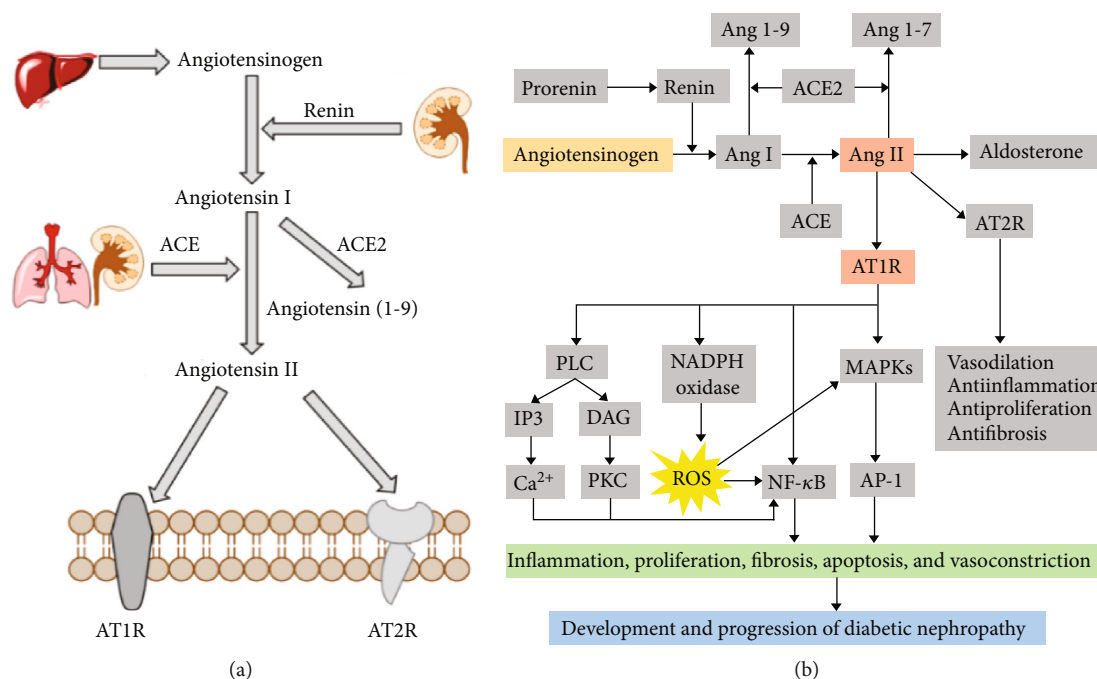 Angiotensinogen
Renin
Angiotensin I
ACE
ACE2
Angiotensin (1-9)
Angiotensin II
AT1R
AT2R
(a)
Ang 1-9
Ang 1-7
Prorenin
Renin
ACE2
Angiotensinogen
Ang I
Ang II
Aldosterone
ACE
AT2R
AT1R
PLC
NADPH
oxidase
MAPKs
Vasodilation
Antiinflammation
Antiproliferation
Antifibrosis
IP3
DAG
Ca²⁺
PKC
ROS
NF-κB
AP-1
Inflammation, proliferation, fibrosis, apoptosis, and vasoconstriction
Development and progression of diabetic nephropathy
(b)